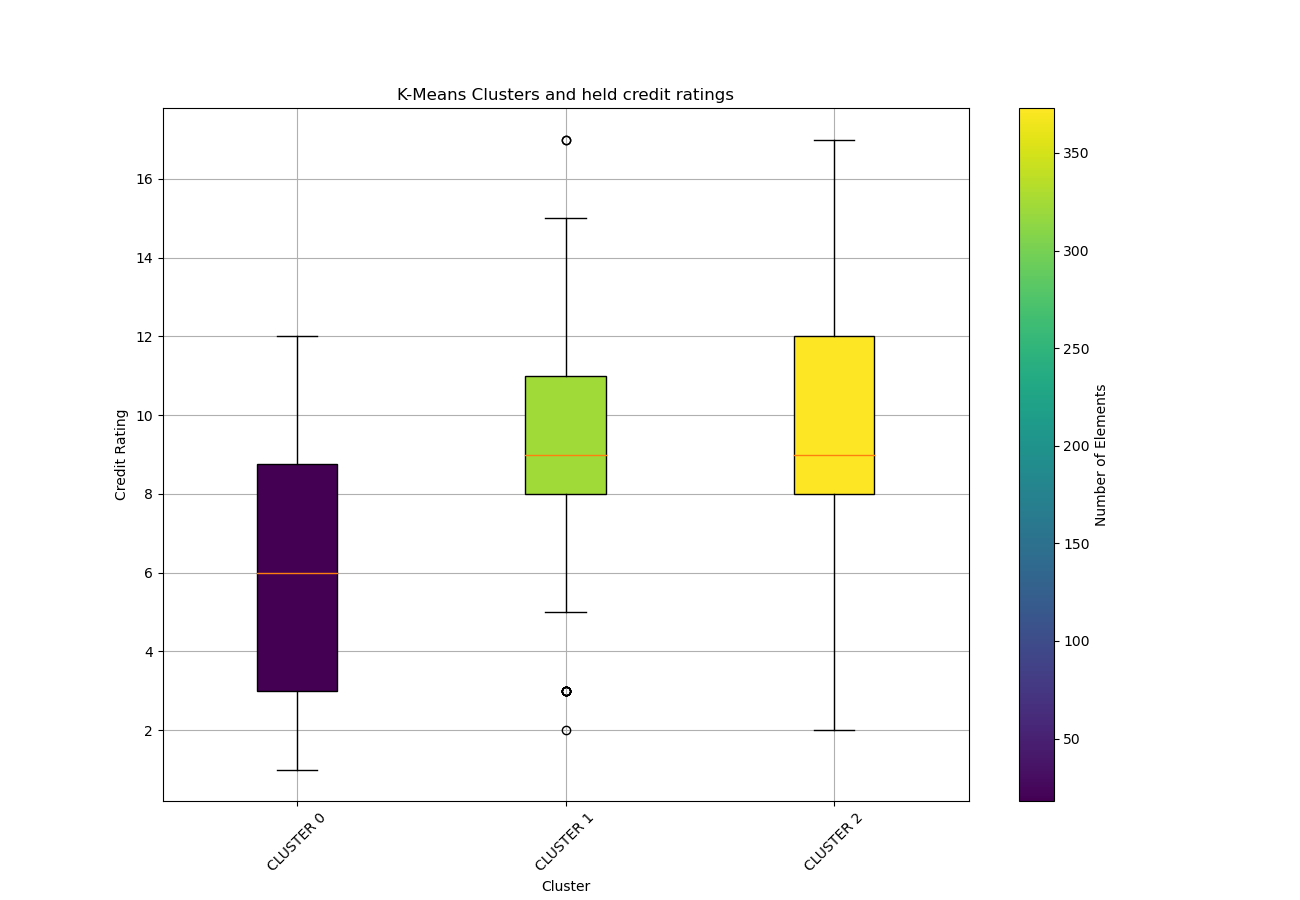 K-Means Clusters and held credit ratings
16
14
12
10
8
6
4
2
Credit Rating
CLUSTER 0
CLUSTER 1
CLUSTER 2
Cluster
350
300
250
200
150
100
50
Number of Elements